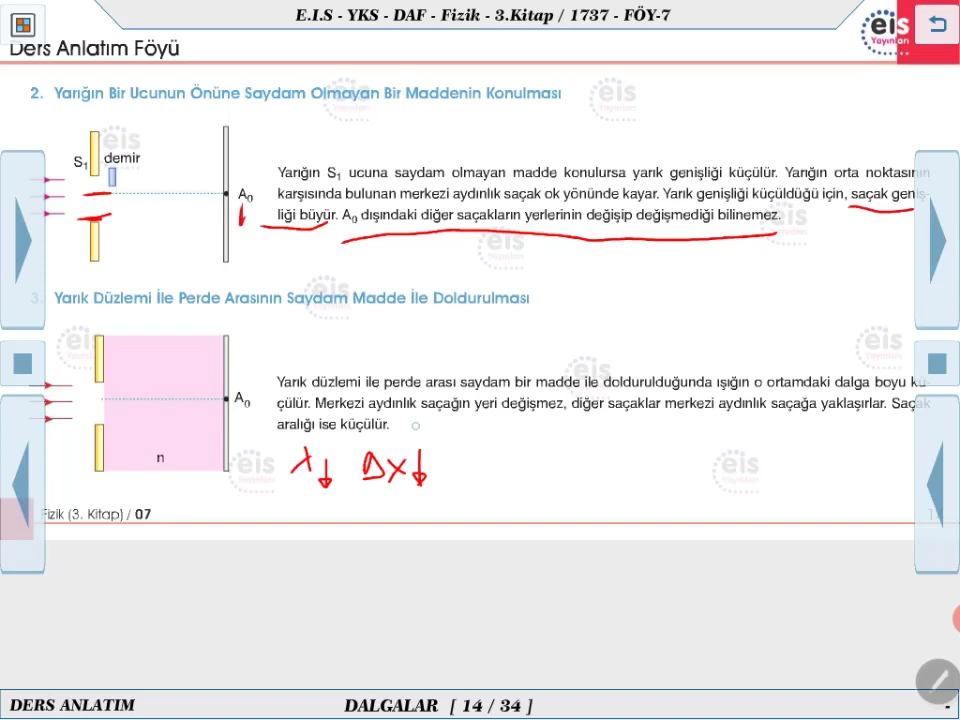 E.I.S - YKS - DAF - Fizik - 3.Kitap / 1737 - FÖY-7
eis
Yayınları
Ders Anlatım Föyü
2. Yarığın Bir Ucunun Önüne Saydam Olmayan Bir Maddenin Konulması
S1
demir
A0
Yarığın S1 ucuna saydam olmayan madde konulursa yarık genişliği küçülür. Yarığın orta noktasının
karşısında bulunan merkezi aydınlık saçak ok yönünde kayar. Yarık genişliği küçüldüğü için, saçak geniş-
liği büyür. A0 dışındaki diğer saçakların yerlerinin değişip değişmediği bilinemez.
3. Yarık Düzlemi İle Perde Arasının Saydam Madde İle Doldurulması
A0
n
Yarık düzlemi ile perde arası saydam bir madde ile doldurulduğunda ışığın o ortamdaki dalga boyu kü-
çülür. Merkezi aydınlık saçağın yeri değişmez, diğer saçaklar merkezi aydınlık saçağa yaklaşırlar. Saçak
aralığı ise küçülür.
λ↓ Δx↓
Fizik (3. Kitap) / 07
DERS ANLATIM
DALGALAR [ 14 / 34 ]
-